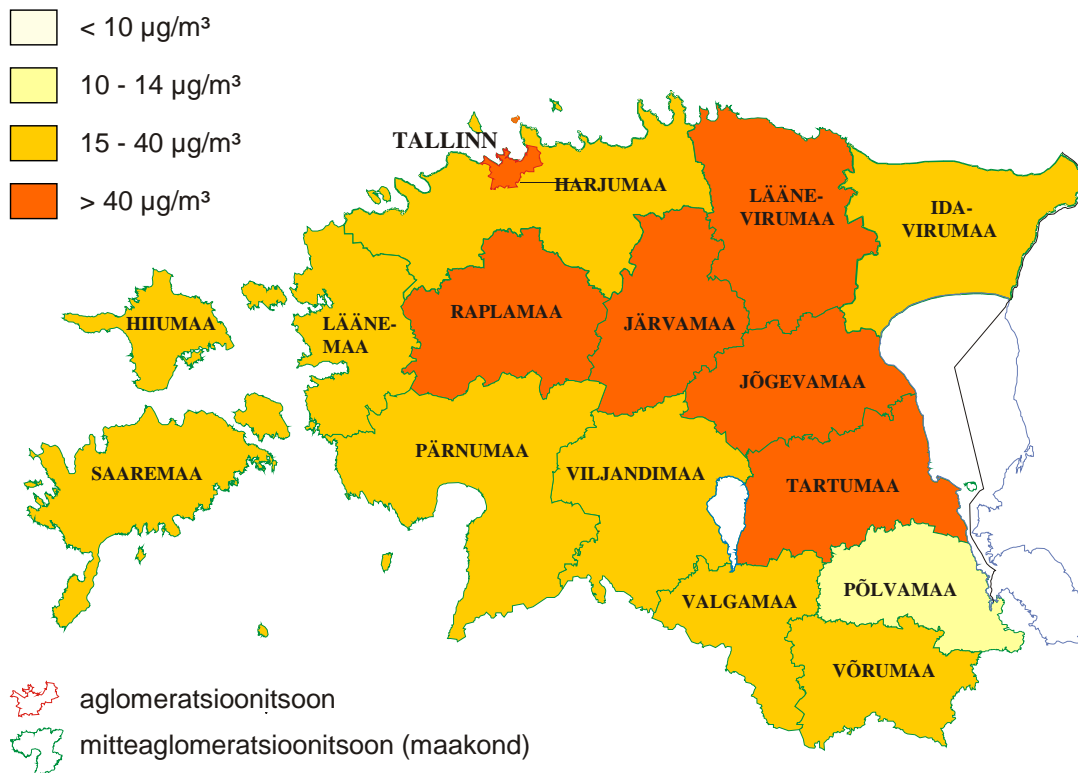 < 10 µg/m³
10 - 14 µg/m³
15 - 40 µg/m³
> 40 µg/m³
TALLINN
HARJUMAA
LÄÄNE-
VIRUMAA
IDA-
VIRUMAA
HIIUMAA
LÄÄNE-
MAA
RAPLAMAA
JÄRVAMAA
JÕGEVAMAA
SAAREMAA
PÄRNUMAA
VILJANDIMAA
TARTUMAA
VALGAMAA
PÕLVAMAA
VÕRUMAA
aglomeratsioonitsoon
mitteaglomeratsioonitsoon (maakond)